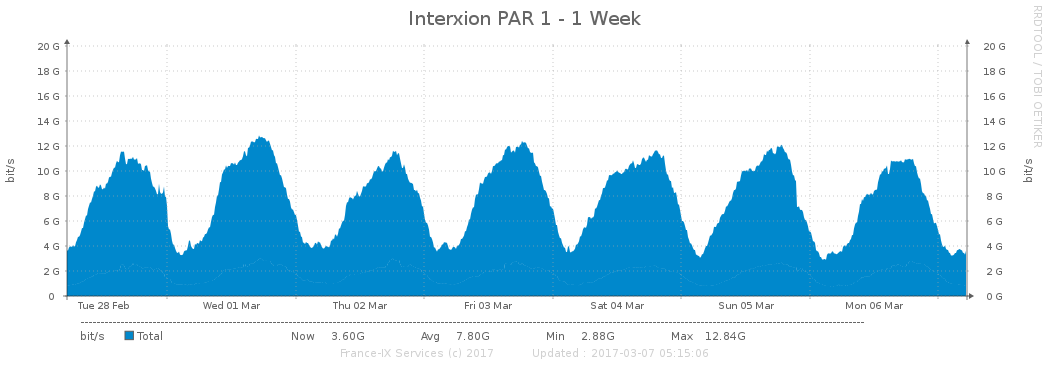 Interxion PAR 1 - 1 Week
RRDTOOL / TOBI OETIKER
20 G 20 G
18 G 18 G
16 G 16 G
14 G 14 G
12 G 12 G
10 G 10 G
8 G 8 G
6 G 6 G
4 G 4 G
2 G 2 G
0 0 G
bit/s
bit/s
Tue 28 Feb Wed 01 Mar Thu 02 Mar Fri 03 Mar Sat 04 Mar Sun 05 Mar Mon 06 Mar
bit/s Total Now 3.60G Avg 7.80G Min 2.88G Max 12.84G
France-IX Services (c) 2017 Updated : 2017-03-07 05:15:06